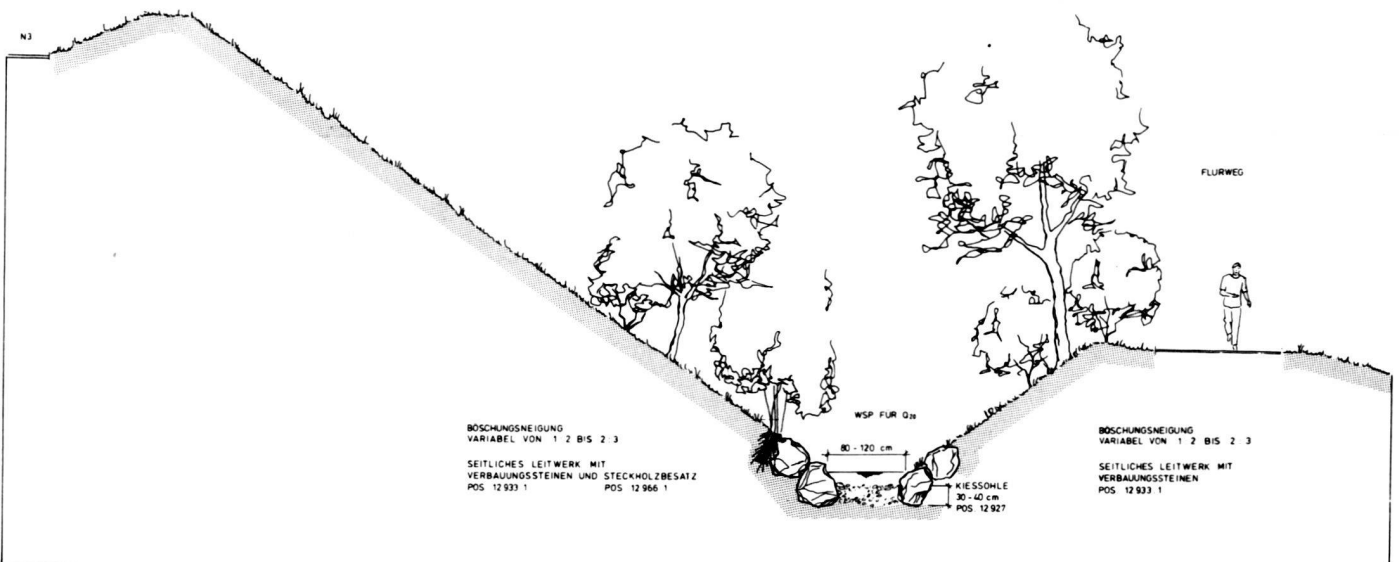 N3
FLURWEG
WSP FUR Q20
80 - 120 cm
BÖSCHUNGSNEIGUNG
VARIABEL VON 1 2 BIS 2 3
SEITLICHES LEITWERK MIT
VERBAUUNGSSTEINEN UND STECKHOLZBESATZ
POS 12 933 1 POS 12 966 1
KIESSOHLE
30 - 40 cm
POS. 12 927
BÖSCHUNGSNEIGUNG
VARIABEL VON 1 2 BIS 2 3
SEITLICHES LEITWERK MIT
VERBAUUNGSSTEINEN
POS 12 933 1